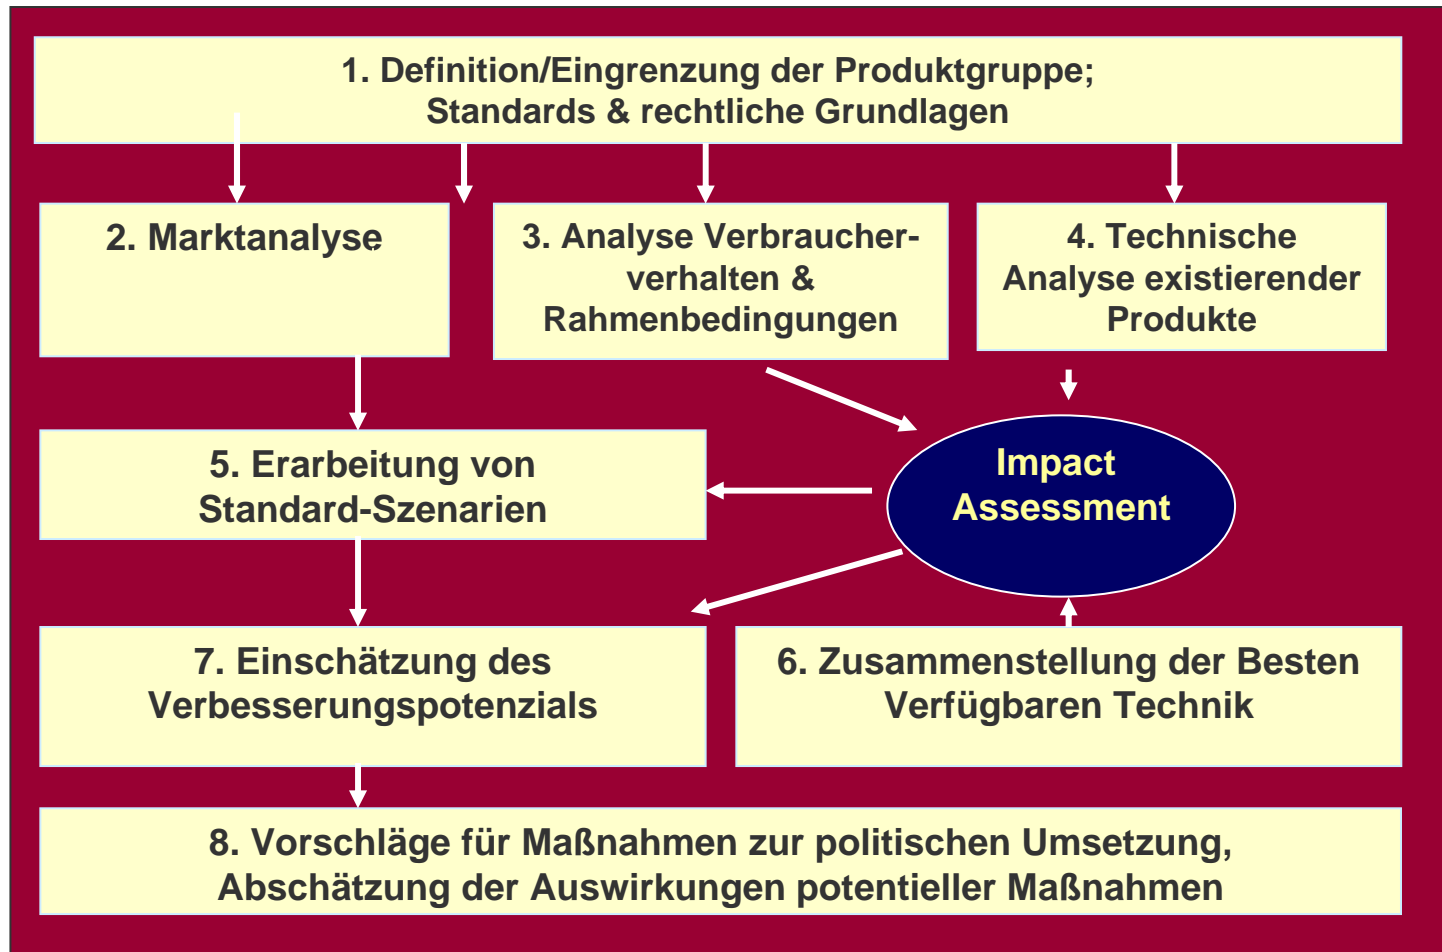 1. Definition/Eingrenzung der Produktgruppe;
Standards & rechtliche Grundlagen
2. Marktanalyse
3. Analyse Verbraucher-
verhalten &
Rahmenbedingungen
4. Technische
Analyse existierender
Produkte
5. Erarbeitung von
Standard-Szenarien
Impact
Assessment
7. Einschätzung des
Verbesserungspotenzials
6. Zusammenstellung der Besten
Verfügbaren Technik
8. Vorschläge für Maßnahmen zur politischen Umsetzung,
Abschätzung der Auswirkungen potentieller Maßnahmen